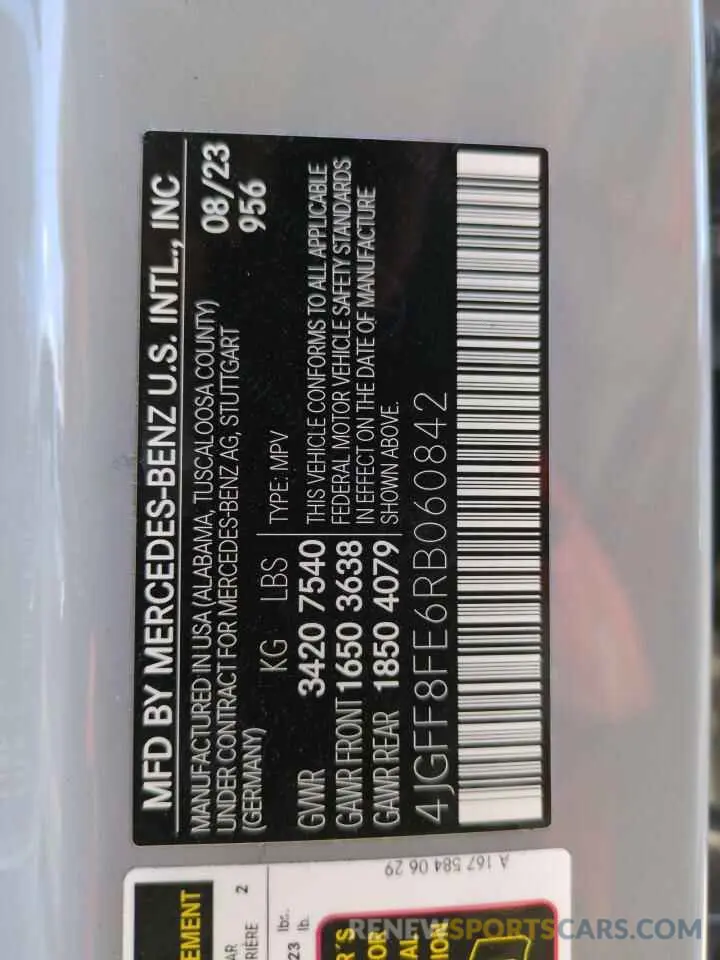 MFD BY MERCEDES-BENZ U.S. INTL., INC
MANUFACTURED IN USA (ALABAMA, TUSCALOOSA COUNTY)
UNDER CONTRACT FOR MERCEDES-BENZ AG, STUTTGART
(GERMANY)
08/23
956
KG LBS
GVWR 3420 7540
GAWR FRONT 1650 3638
GAWR REAR 1850 4079
TYPE: MPV
THIS VEHICLE CONFORMS TO ALL APPLICABLE
FEDERAL MOTOR VEHICLE SAFETY STANDARDS
IN EFFECT ON THE DATE OF MANUFACTURE
SHOWN ABOVE.
4JGFF8FE6RB060842
A 167 584 06 29
2
lbs.
lb.
RENEWSPORTSCARS.COM